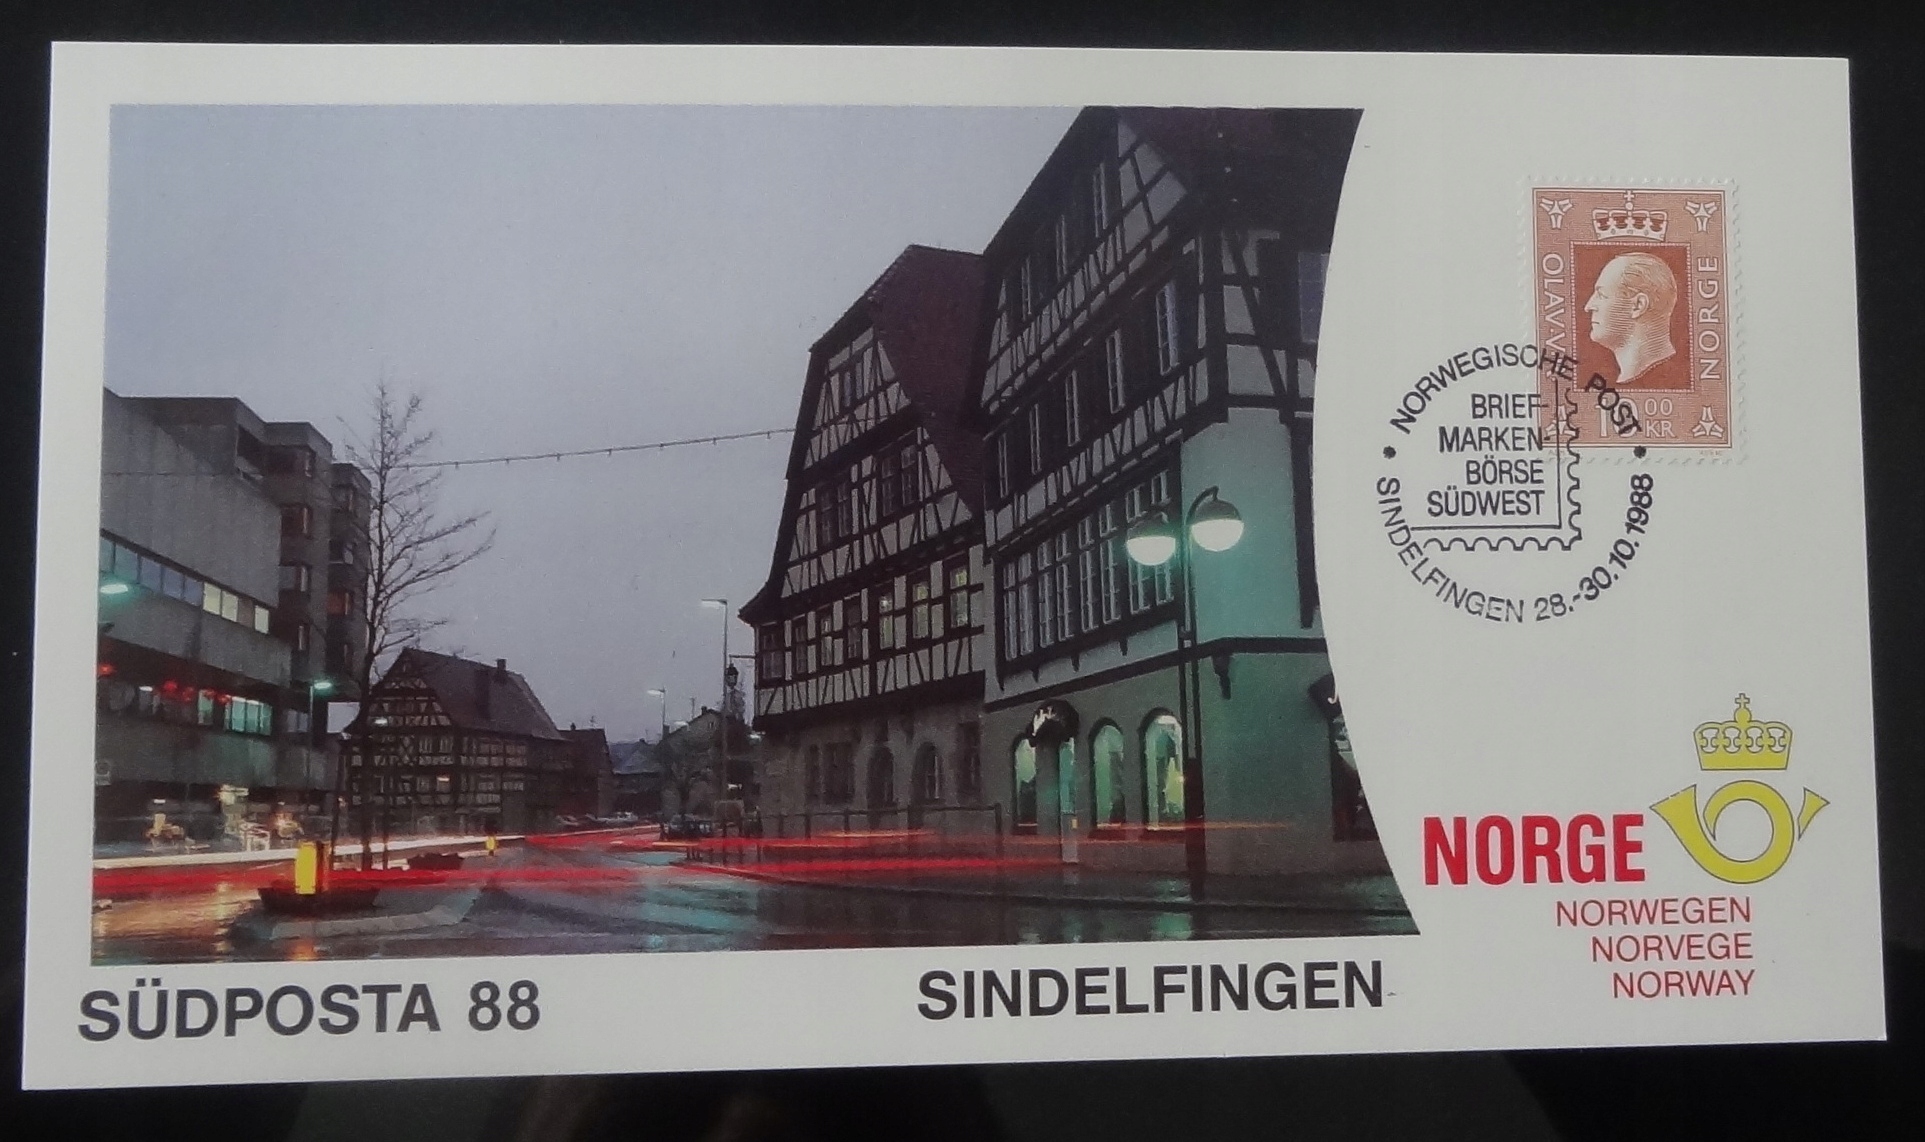 OLAV·V
NORGE
10 00
KR
* NORWEGISCHE POST *
BRIEF-
MARKEN-
BÖRSE
SÜDWEST
SINDELFINGEN 28.-30.10.1988
NORGE
NORWEGEN
NORVEGE
NORWAY
SÜDPOSTA 88
SINDELFINGEN